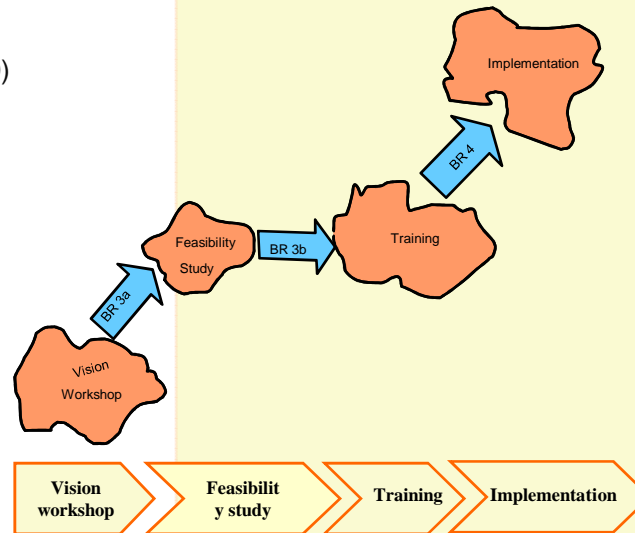 )
Implementation
BR 4
Training
Feasibility
Study
BR 3b
BR 3a
Vision
Workshop
Vision
workshop
Feasibilit
y study
Training
Implementation